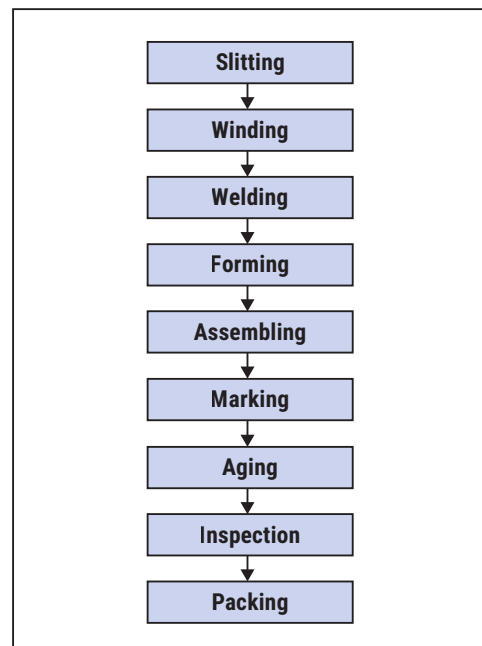 Slitting
Winding
Welding
Forming
Assembling
Marking
Aging
Inspection
Packing